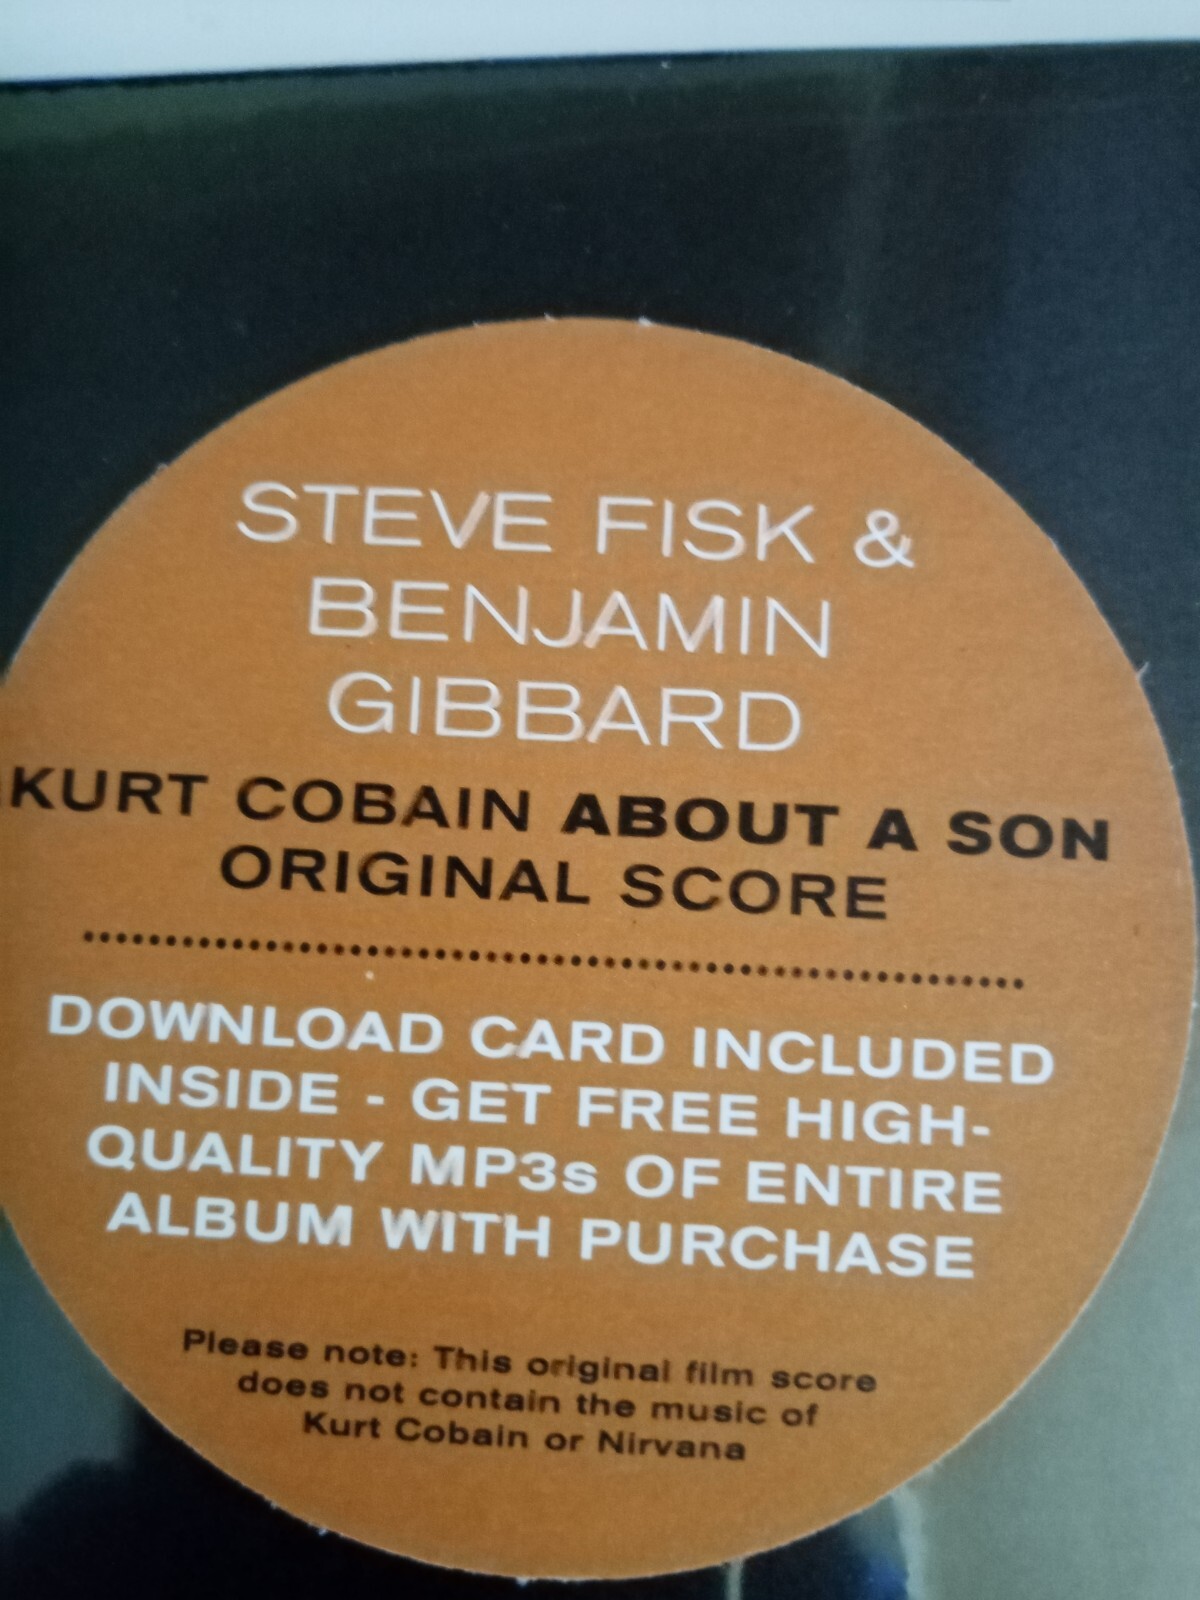 STEVE FISK &
BENJAMIN
GIBBARD
KURT COBAIN ABOUT A SON
ORIGINAL SCORE
DOWNLOAD CARD INCLUDED
INSIDE - GET FREE HIGH-
QUALITY MP3s OF ENTIRE
ALBUM WITH PURCHASE
Please note: This original film score
does not contain the music of
Kurt Cobain or Nirvana